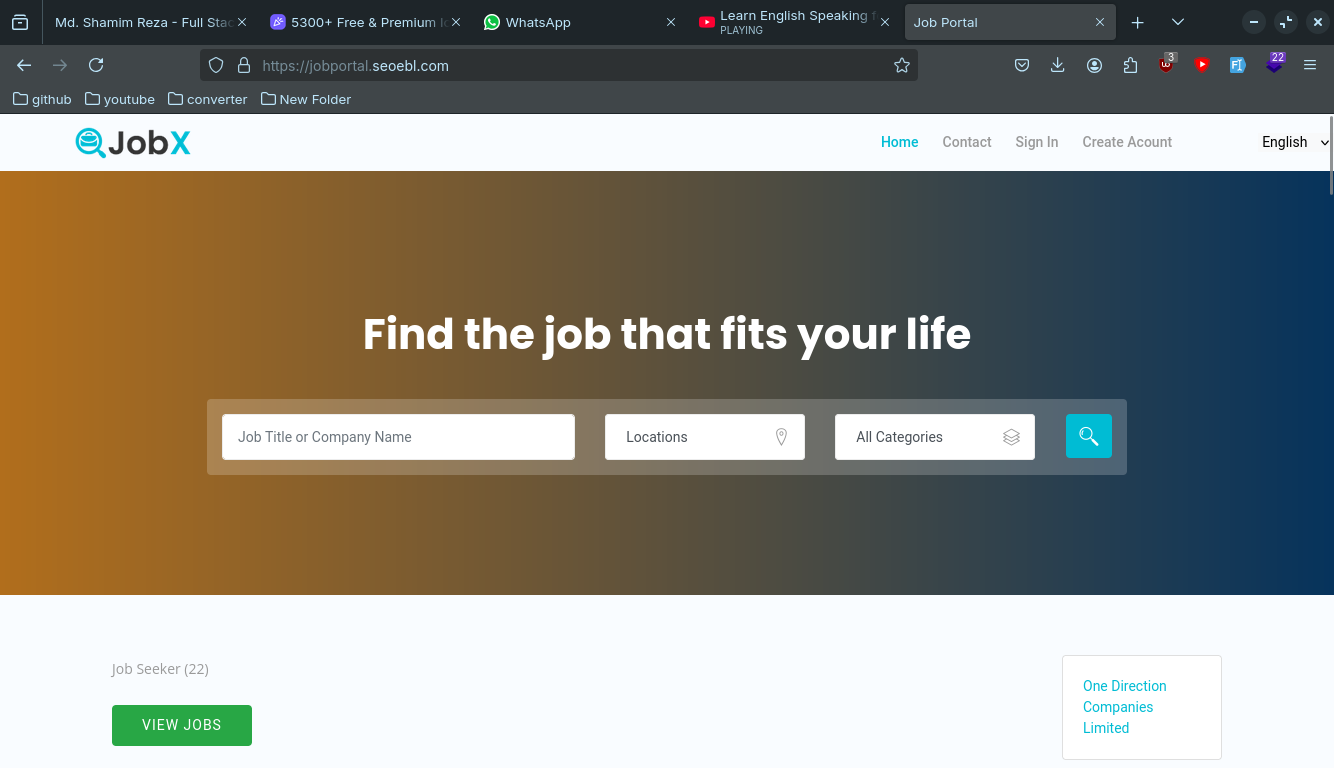 Md. Shamim Reza - Full Stac
5300+ Free & Premium
WhatsApp
Learn English Speaking
PLAYING
Job Portal
https://jobportal.seoebl.com
3
22
github
youtube
converter
New Folder
JobX
Home
Contact
Sign In
Create Acount
English
Find the job that fits your life
Job Title or Company Name
Locations
All Categories
Job Seeker (22)
VIEW JOBS
One Direction
Companies
Limited